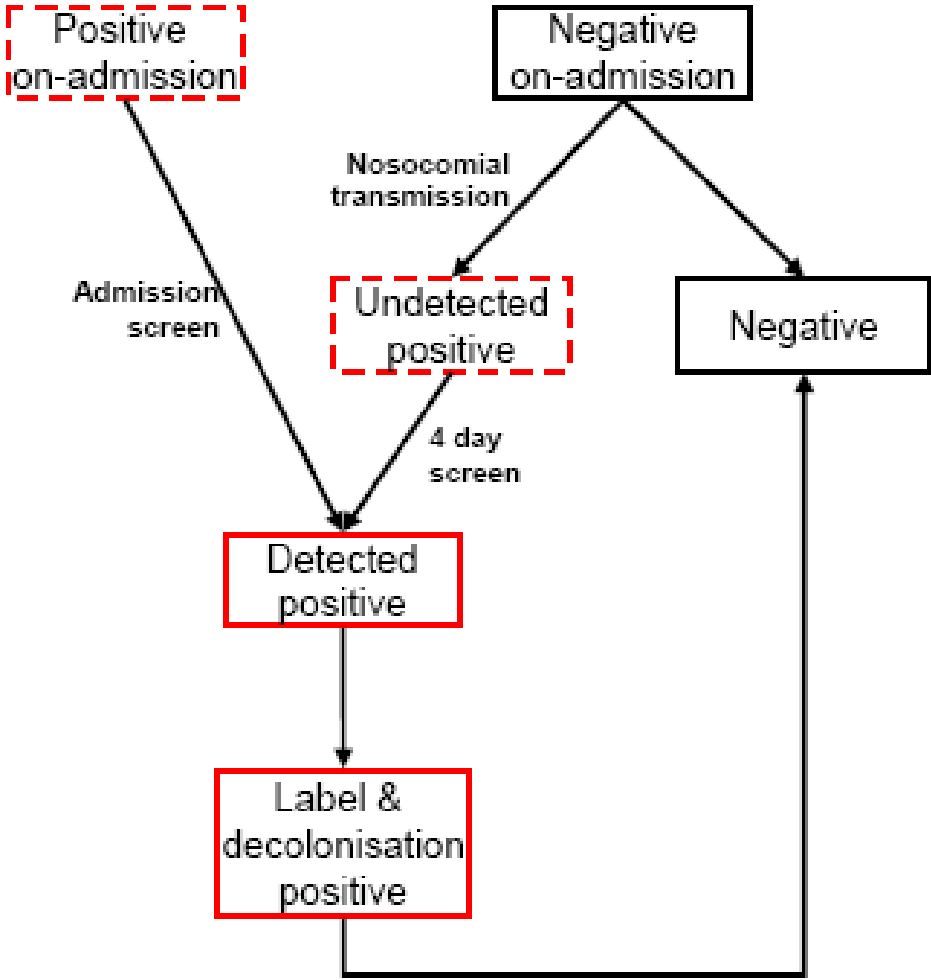 Positive
on-admission
Negative
on-admission
Nosocomial
transmission
Admission
screen
Undetected
positive
Negative
4 day
screen
Detected
positive
Label &
decolonisation
positive